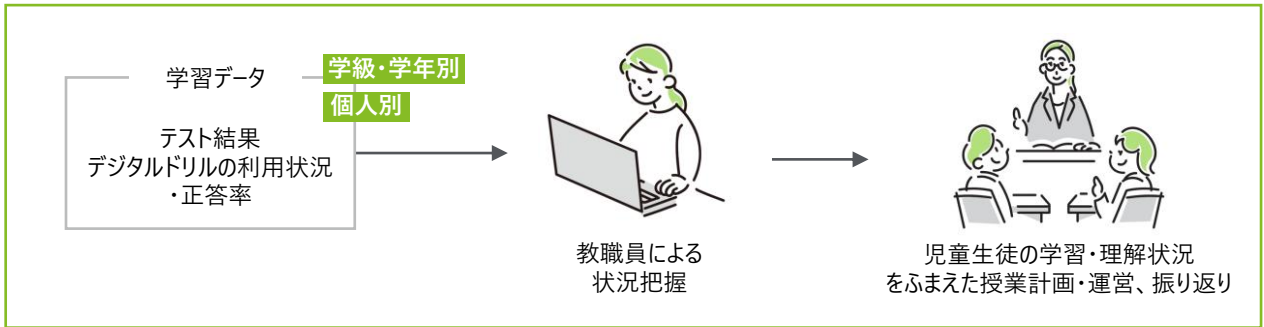 学習データ
学級・学年別
個人別
テスト結果
デジタルドリルの利用状況
・正答率
教職員による
状況把握
児童生徒の学習・理解状況
をふまえた授業計画・運営、振り返り